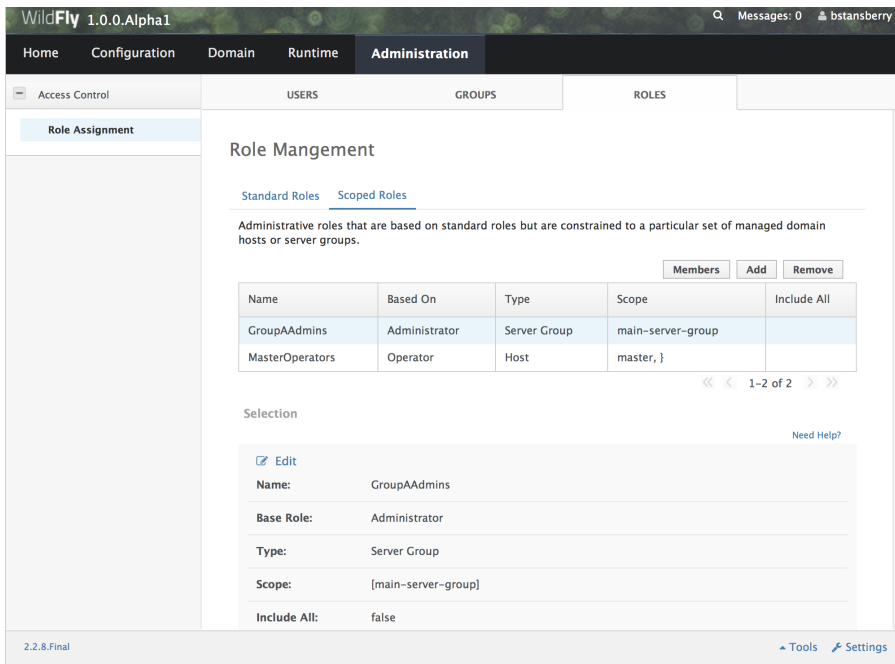 WildFly 1.0.0.Alpha1
Messages: 0 bstansberry
Home Configuration Domain Runtime Administration
Access Control
USERS GROUPS ROLES
Role Assignment
Role Mangement
Standard Roles Scoped Roles
Administrative roles that are based on standard roles but are constrained to a particular set of managed domain
hosts or server groups.
Members Add Remove
Name Based On Type Scope Include All
GroupAAdmins Administrator Server Group main-server-group
MasterOperators Operator Host master, }
1-2 of 2
Selection
Need Help?
Edit
Name: GroupAAdmins
Base Role: Administrator
Type: Server Group
Scope: [main-server-group]
Include All: false
2.2.8.Final
Tools Settings